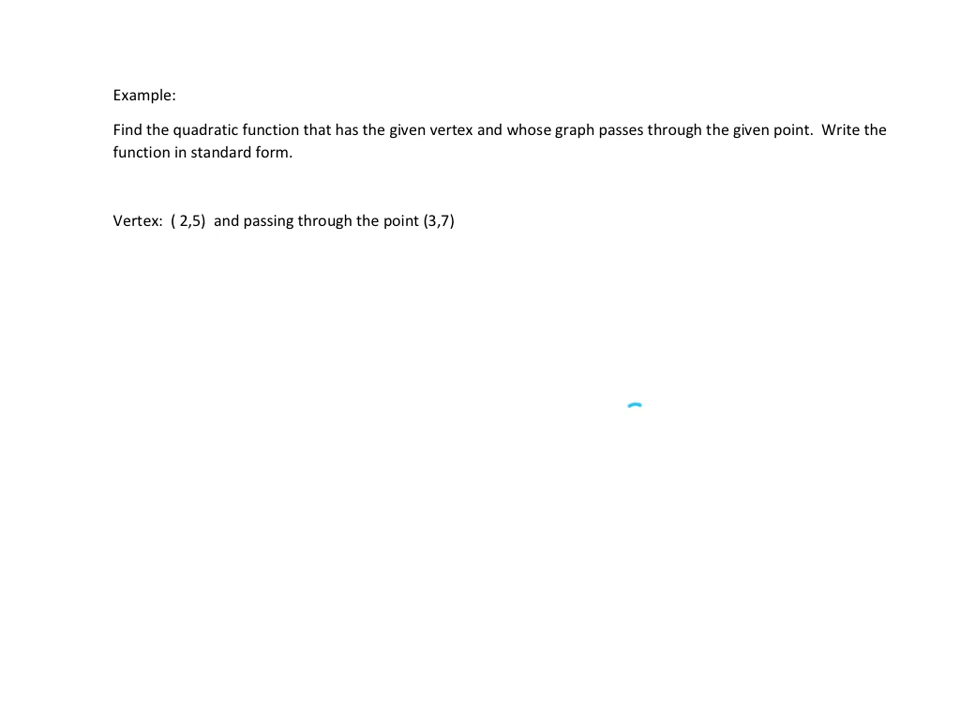 Example:
Find the quadratic function that has the given vertex and whose graph passes through the given point.  Write the
function in standard form.
Vertex:  ( 2,5)  and passing through the point (3,7)